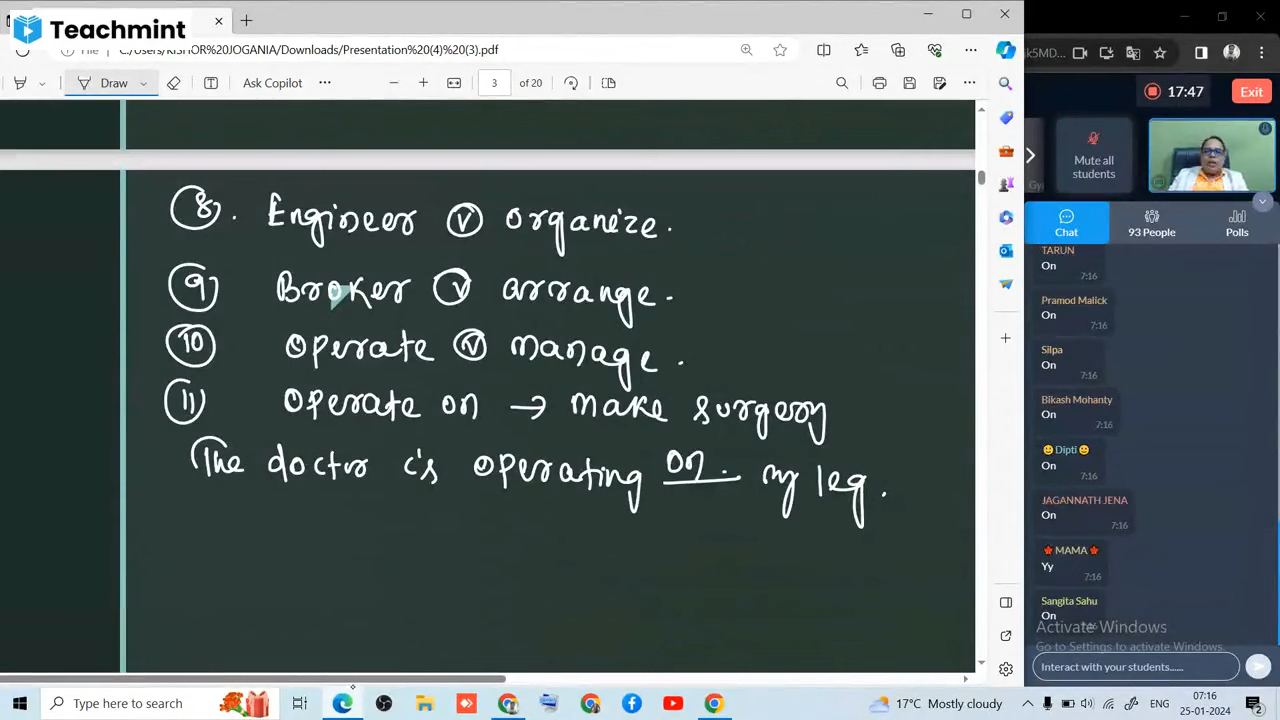 Teachmint
File C:/Users/KISHOR%20JOGANIA/Downloads/Presentation%20(4)%20(3).pdf
Draw
Ask Copilot
3 of 20
8. Engineer (v) organize.
9 Broker (v) arrange.
10 Operate (v) manage.
11 Operate on → make surgery
The doctor is operating on. my leg.
17:47
Exit
Mute all
students
Chat
93 People
Polls
TARUN
On
7:16
Pramod Malick
On
7:16
Silpa
On
7:16
Bikash Mohanty
On
7:16
Dipti
On
7:16
JAGANNATH JENA
On
7:16
MAMA
Yy
7:16
Sangita Sahu
On
7:16
Activate Windows
Go to Settings to activate Windows.
Interact with your students......
Type here to search
17°C Mostly cloudy
ENG
07:16
25-01-2024
2